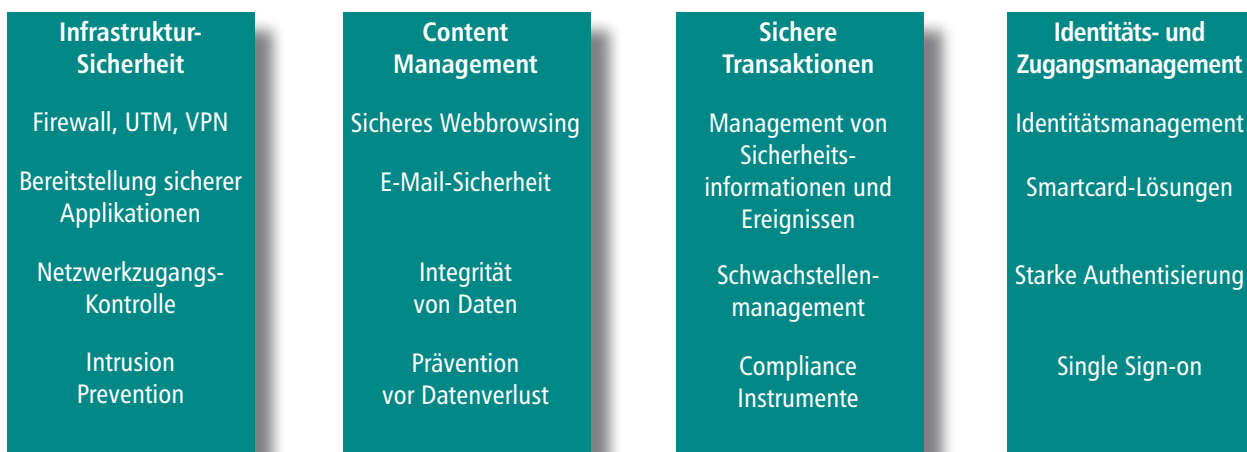 Infrastruktur-
Sicherheit
Firewall, UTM, VPN
Bereitstellung sicherer
Applikationen
Netzwerkzugangs-
Kontrolle
Intrusion
Prevention
Content
Management
Sicheres Webbrowsing
E-Mail-Sicherheit
Integrität
von Daten
Prävention
vor Datenverlust
Sichere
Transaktionen
Management von
Sicherheits-
informationen und
Ereignissen
Schwachstellen-
management
Compliance
Instrumente
Identitäts- und
Zugangsmanagement
Identitätsmanagement
Smartcard-Lösungen
Starke Authentisierung
Single Sign-on